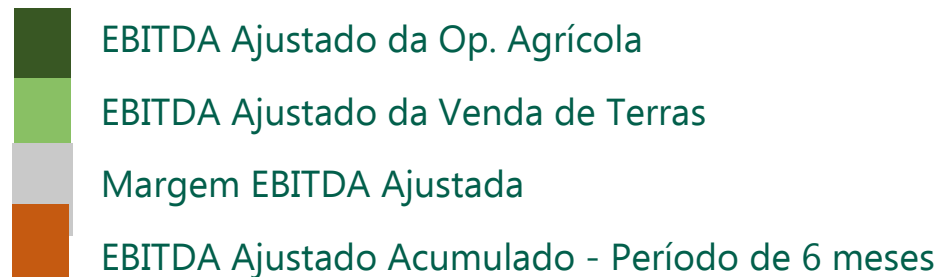 EBITDA Ajustado da Op. Agrícola
EBITDA Ajustado da Venda de Terras
Margem EBITDA Ajustada
EBITDA Ajustado Acumulado - Período de 6 meses